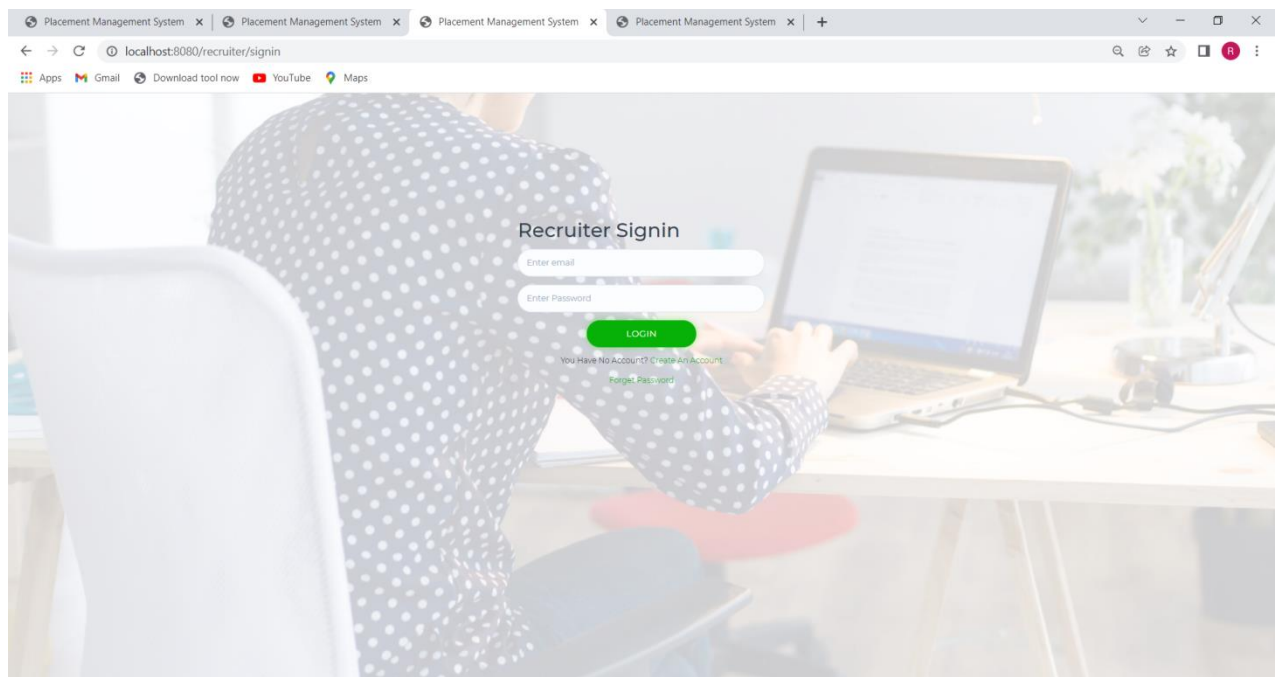 Placement Management System Placement Management System Placement Management System Placement Management System
localhost:8080/recruiter/signin R
Apps Gmail Download tool now YouTube Maps
Recruiter Signin
Enter email
Enter Password
LOGIN
You Have No Account? Create An Account
Forget Password